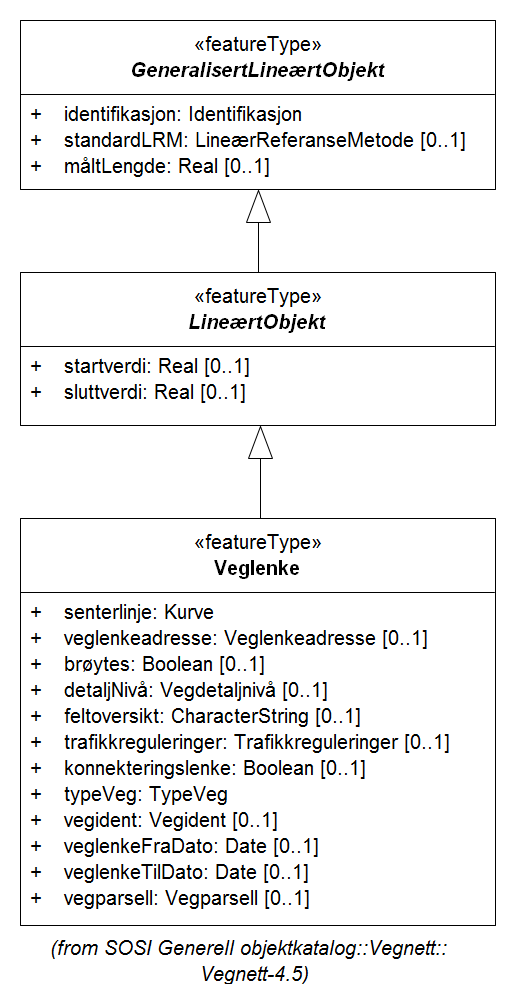 «featureType»
GeneralisertLineærtObjekt
+ identifikasjon: Identifikasjon
+ standardLRM: LineærReferanseMetode [0..1]
+ måltLengde: Real [0..1]
«featureType»
LineærtObjekt
+ startverdi: Real [0..1]
+ sluttverdi: Real [0..1]
«featureType»
Veglenke
+ senterlinje: Kurve
+ veglenkeadresse: Veglenkeadresse [0..1]
+ brøytes: Boolean [0..1]
+ detaljNivå: Vegdetaljnivå [0..1]
+ feltoversikt: CharacterString [0..1]
+ trafikkreguleringer: Trafikkreguleringer [0..1]
+ konnekteringslenke: Boolean [0..1]
+ typeVeg: TypeVeg
+ vegident: Vegident [0..1]
+ veglenkeFraDato: Date [0..1]
+ veglenkeTilDato: Date [0..1]
+ vegparsell: Vegparsell [0..1]
(from SOSI Generell objektkatalog::Vegnett::
Vegnett-4.5)